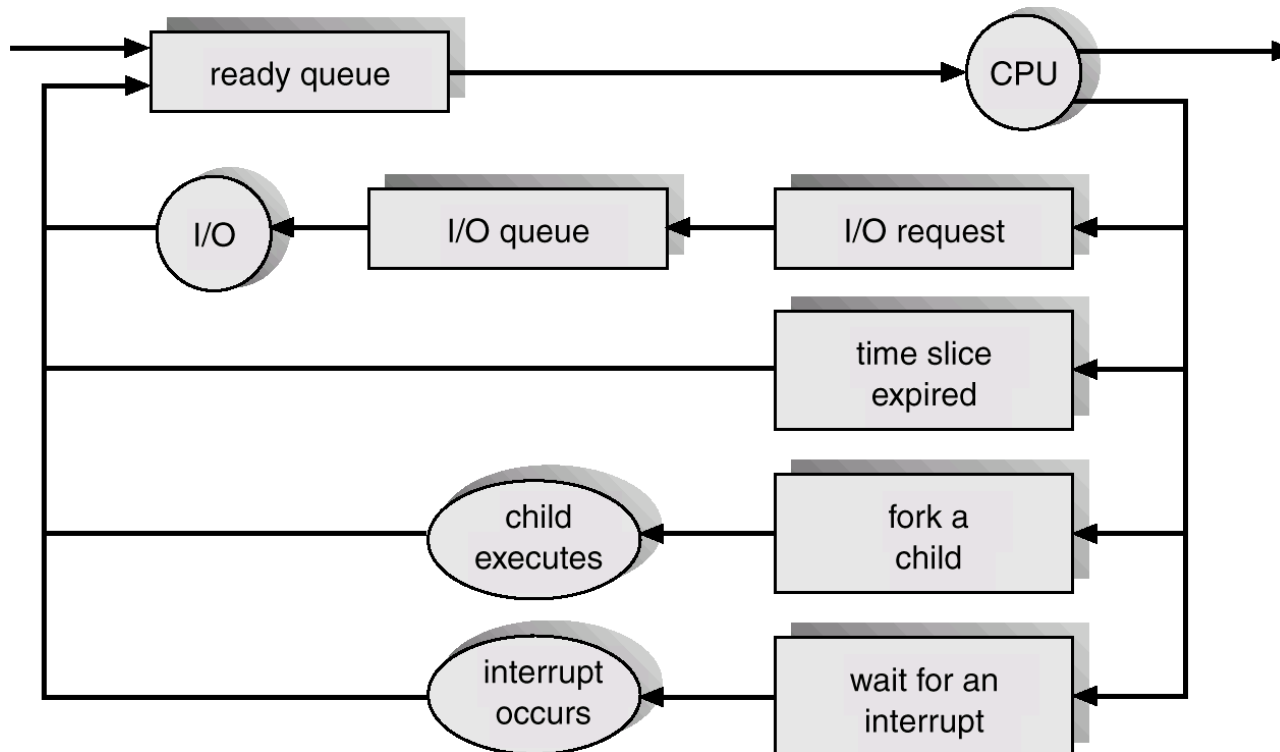 ready queue
CPU
I/O
I/O queue
I/O request
time slice
expired
child
executes
fork a
child
interrupt
occurs
wait for an
interrupt